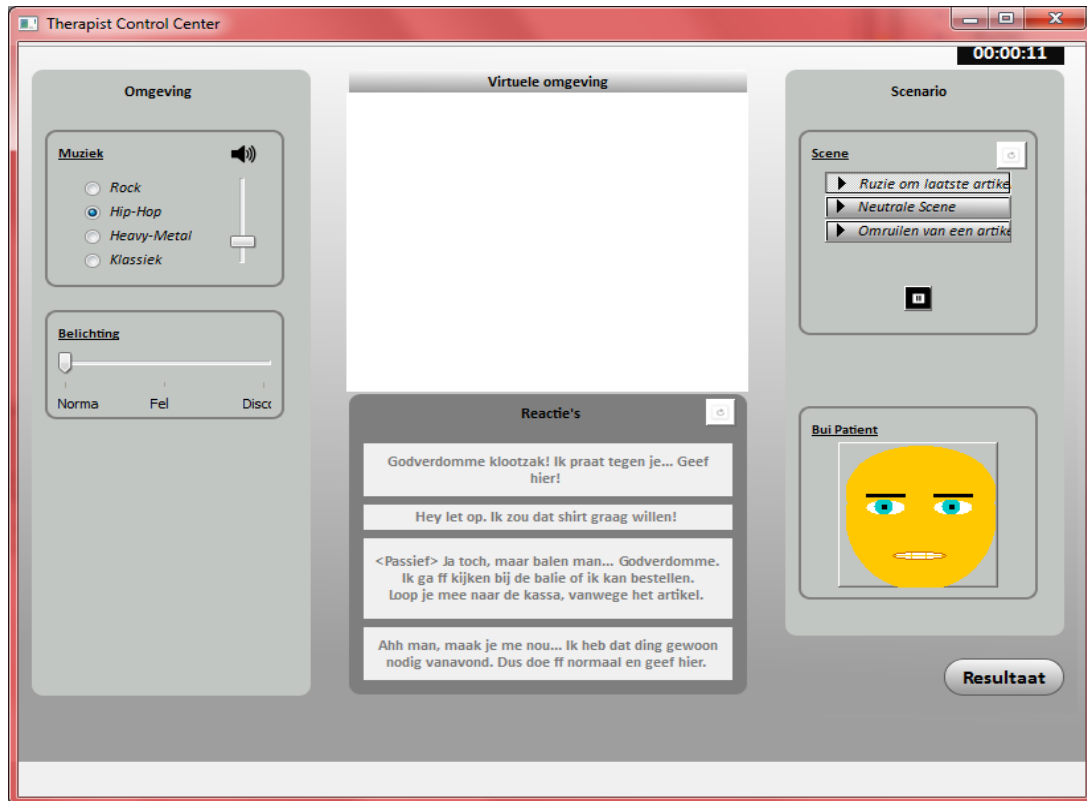 Therapist Control Center
00:00:11
Omgeving
Muziek
Rock
Hip-Hop
Heavy-Metal
Klassiek
Belichting
Norma
Fel
Disc
Virtuele omgeving
Reactie's
Godverdomme klootzak! Ik praat tegen je... Geef
hier!
Hey let op. Ik zou dat shirt graag willen!
<Passief> Ja toch, maar balen man... Godverdomme.
Ik ga ff kijken bij de balie of ik kan bestellen.
Loop je mee naar de kassa, vanwege het artikel.
Ahh man, maak je me nou... Ik heb dat ding gewoon
nodig vanavond. Dus doe ff normaal en geef hier.
Scenario
Scene
Ruzie om laatste artike
Neutrale Scene
Omruilen van een artike
Bui Patient
Resultaat